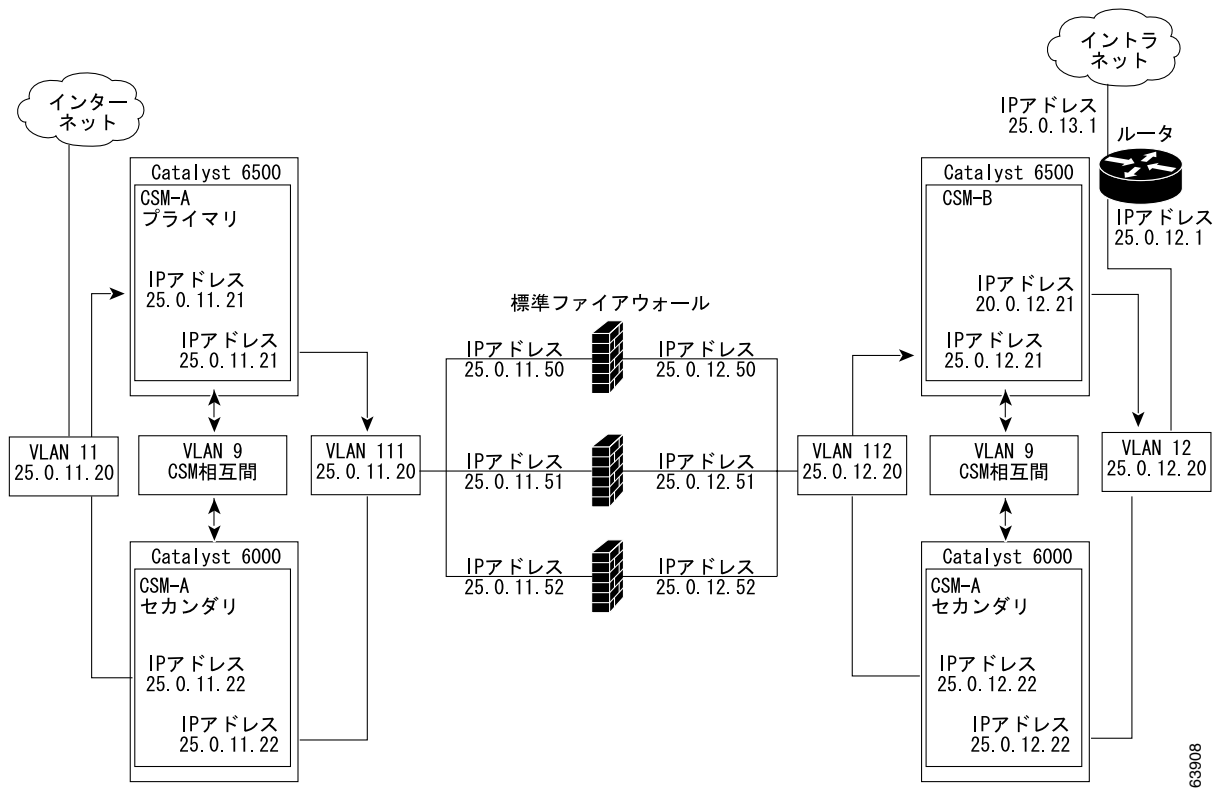 イントラ
ネット
インター
ネット
IPアドレス
25.0.13.1
ルータ
IPアドレス
25.0.12.1
Catalyst 6500
CSM-A
プライマリ
IPアドレス
25.0.11.21
IPアドレス
25.0.11.21
Catalyst 6500
CSM-B
IPアドレス
20.0.12.21
IPアドレス
25.0.12.21
標準ファイアウォール
IPアドレス
25.0.11.50
IPアドレス
25.0.12.50
IPアドレス
25.0.11.51
IPアドレス
25.0.12.51
IPアドレス
25.0.11.52
IPアドレス
25.0.12.52
VLAN 11
25.0.11.20
VLAN 9
CSM相互間
VLAN 111
25.0.11.20
VLAN 112
25.0.12.20
VLAN 9
CSM相互間
VLAN 12
25.0.12.20
Catalyst 6000
CSM-A
セカンダリ
IPアドレス
25.0.11.22
IPアドレス
25.0.11.22
Catalyst 6000
CSM-A
セカンダリ
IPアドレス
25.0.12.22
IPアドレス
25.0.12.22
63908